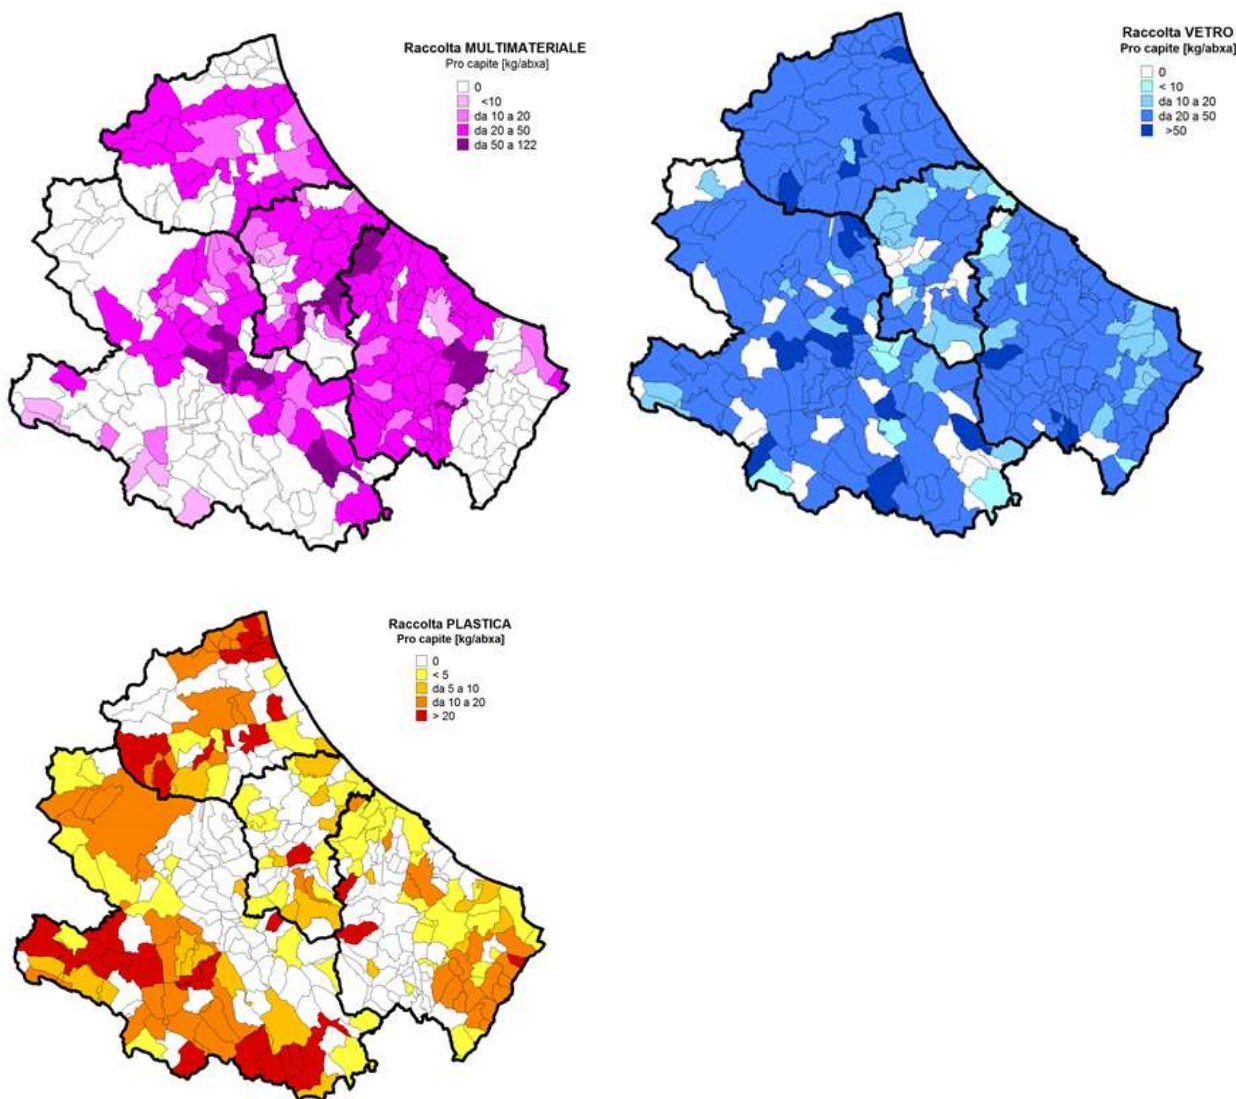 Raccolta MULTIMATERIALE
Pro capite [kg/abxa]
0
<10
da 10 a 20
da 20 a 50
da 50 a 122
Raccolta VETRO
Pro capite [kg/abxa]
0
< 10
da 10 a 20
da 20 a 50
>50
Raccolta PLASTICA
Pro capite [kg/abxa]
0
< 5
da 5 a 10
da 10 a 20
> 20